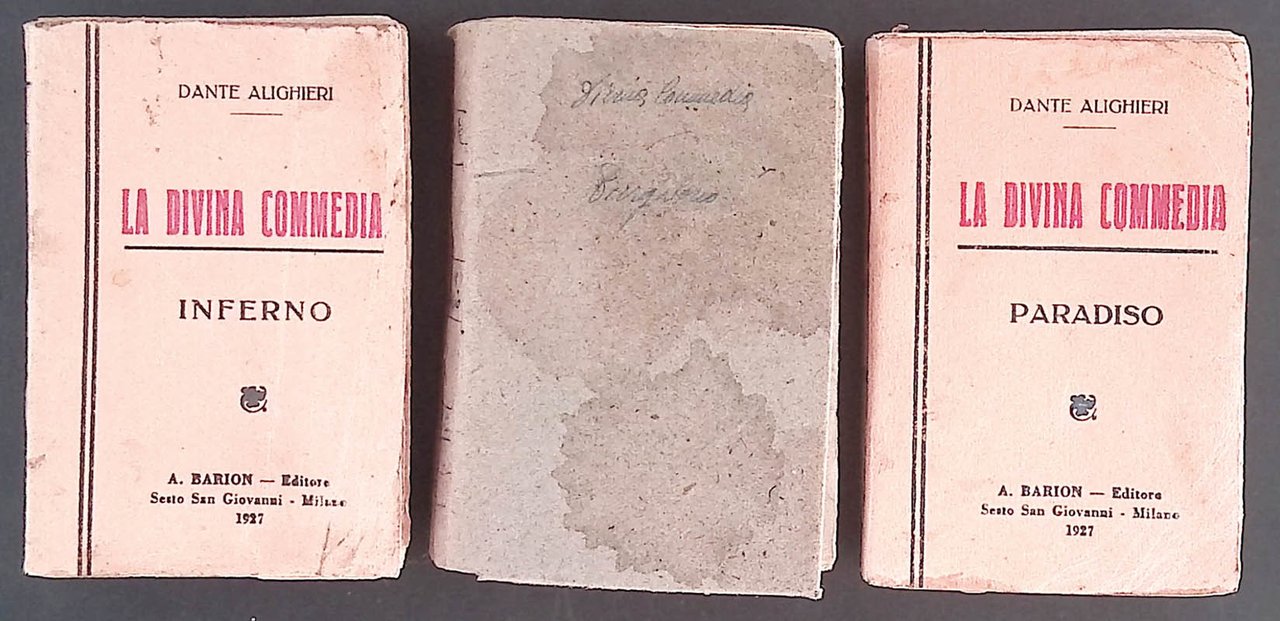 DANTE ALIGHIERI
LA DIVINA COMMEDIA
INFERNO
A. BARION — Editore
Sesto San Giovanni - Milano
1927
Divina Commedia
DANTE ALIGHIERI
LA DIVINA COMMEDIA
PARADISO
A. BARION — Editore
Sesto San Giovanni - Milano
1927